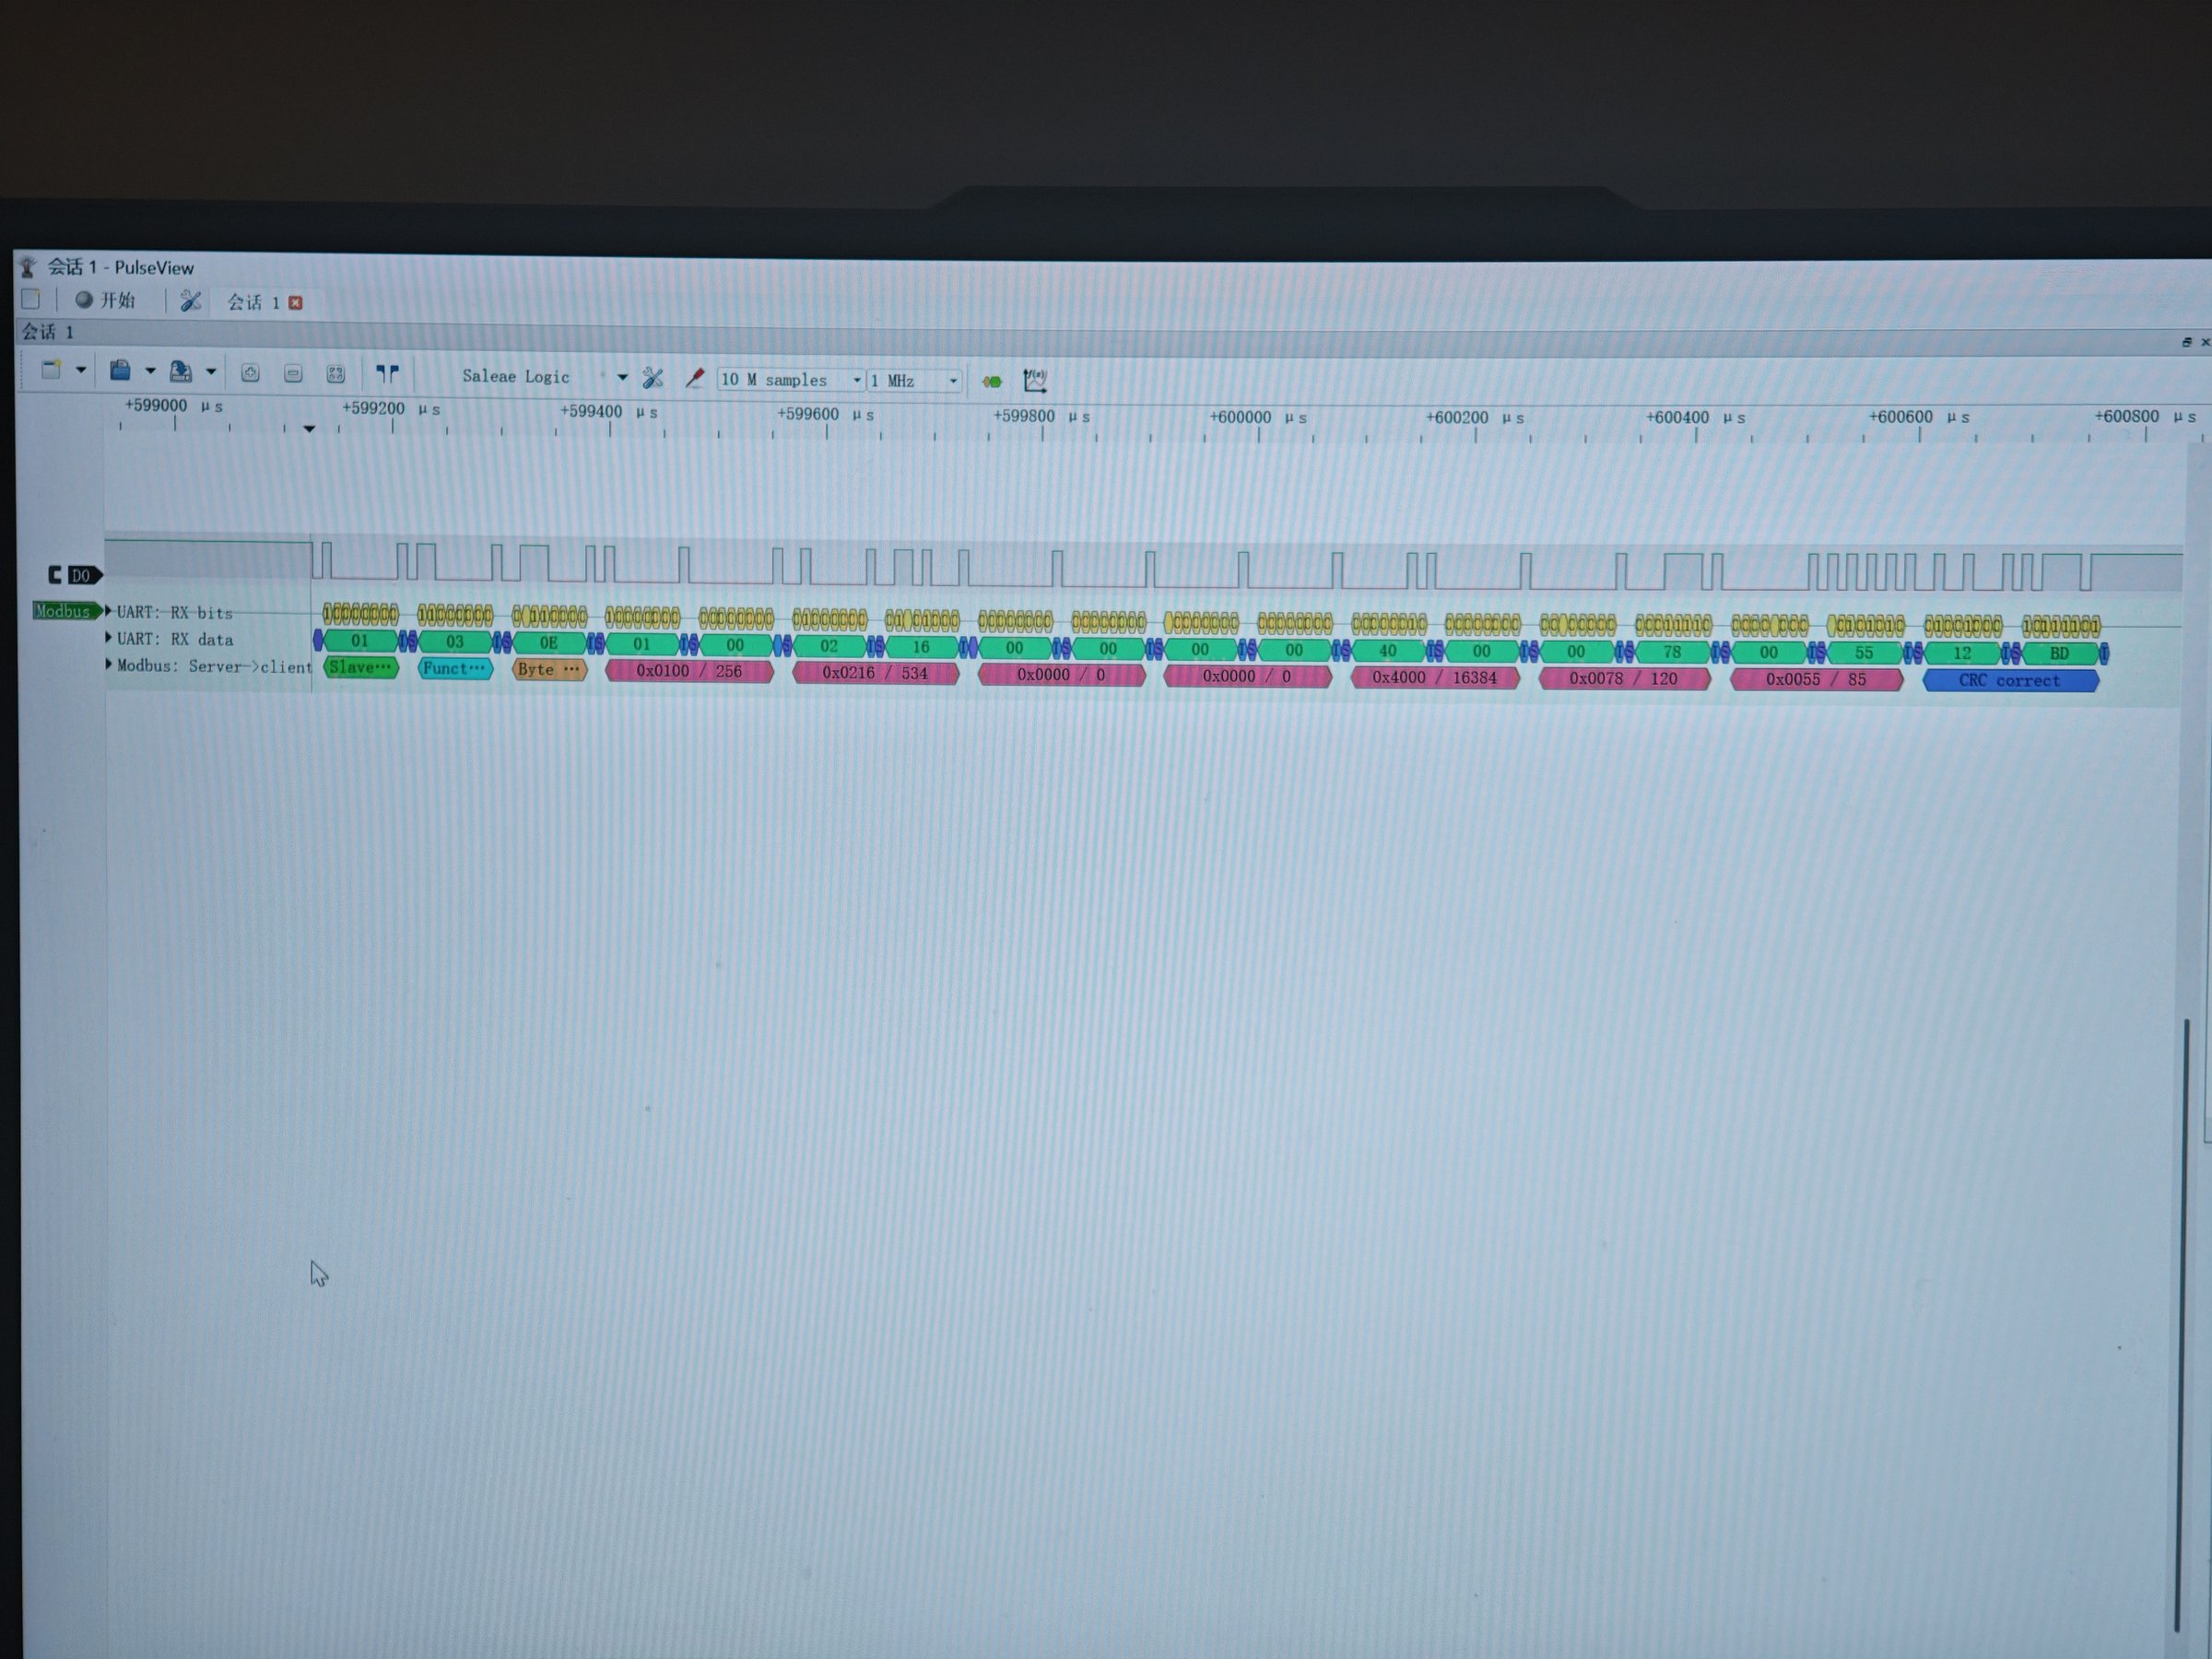 会话 1 - PulseView
开始 会话 1
会话 1
Saleae Logic 10 M samples 1 MHz
+599000 μs +599200 μs +599400 μs +599600 μs +599800 μs +600000 μs +600200 μs +600400 μs +600600 μs +600800 μs
D0
Modbus UART: RX bits
UART: RX data 01 03 0E 01 00 02 16 00 00 00 00 40 00 00 78 00 55 12 BD
Modbus: Server->client Slave… Funct… Byte … 0x0100 / 256 0x0216 / 534 0x0000 / 0 0x0000 / 0 0x4000 / 16384 0x0078 / 120 0x0055 / 85 CRC correct